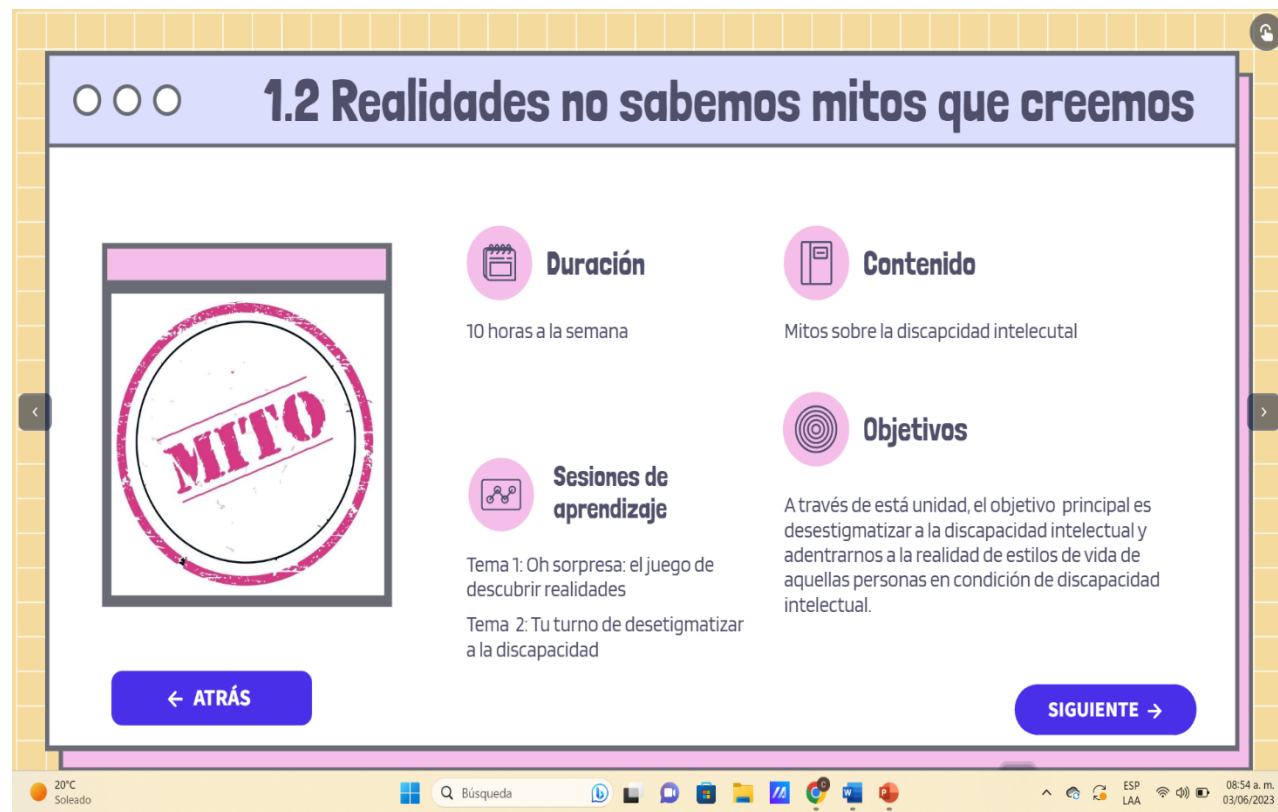 1.2 Realidades no sabemos mitos que creemos
MITO
Duración
10 horas a la semana
Sesiones de
aprendizaje
Tema 1: Oh sorpresa: el juego de
descubrir realidades
Tema 2: Tu turno de desetigmatizar
a la discapacidad
Contenido
Mitos sobre la discapcidad intelecutal
Objetivos
A través de está unidad, el objetivo principal es
desestigmatizar a la discapacidad intelectual y
adentrarnos a la realidad de estilos de vida de
aquellas personas en condición de discapacidad
intelectual.
← ATRÁS
SIGUIENTE →
20°C
Soleado
Búsqueda
ESP
LAA
08:54 a. m.
03/06/2023